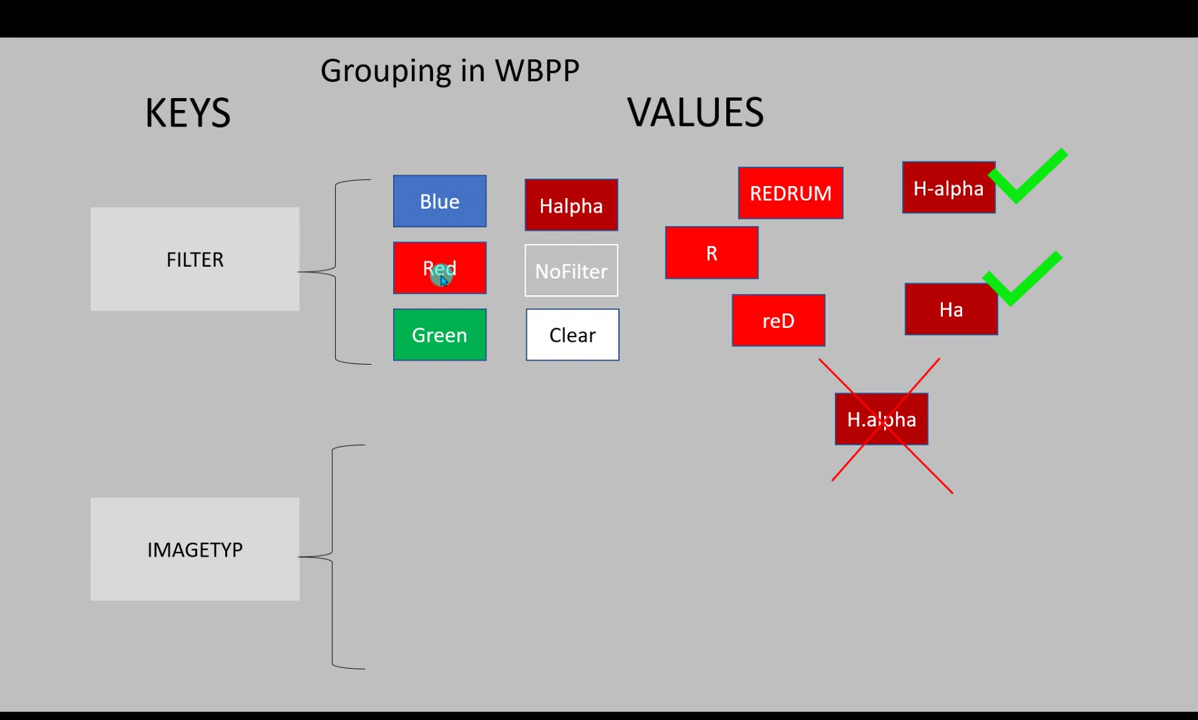 Grouping in WBPP
KEYS
VALUES
FILTER
Blue
Halpha
Red
NoFilter
Green
Clear
REDRUM
R
reD
H-alpha
Ha
H.alpha
IMAGETYP